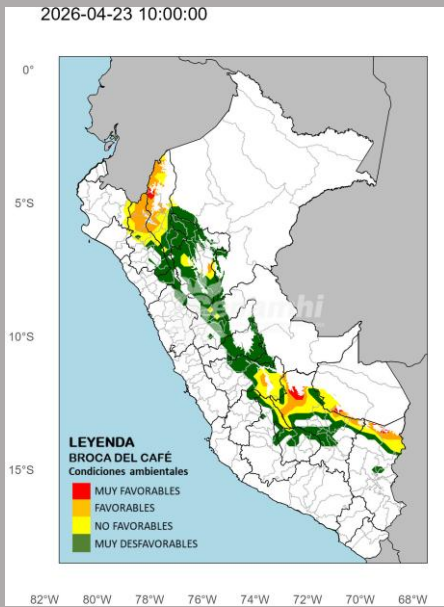 2026-04-23 10:00:00
0°
5°S
10°S
15°S
senamhi
LEYENDA
BROCA DEL CAFÉ
Condiciones ambientales
MUY FAVORABLES
FAVORABLES
NO FAVORABLES
MUY DESFAVORABLES
82°W 80°W 78°W 76°W 74°W 72°W 70°W 68°W